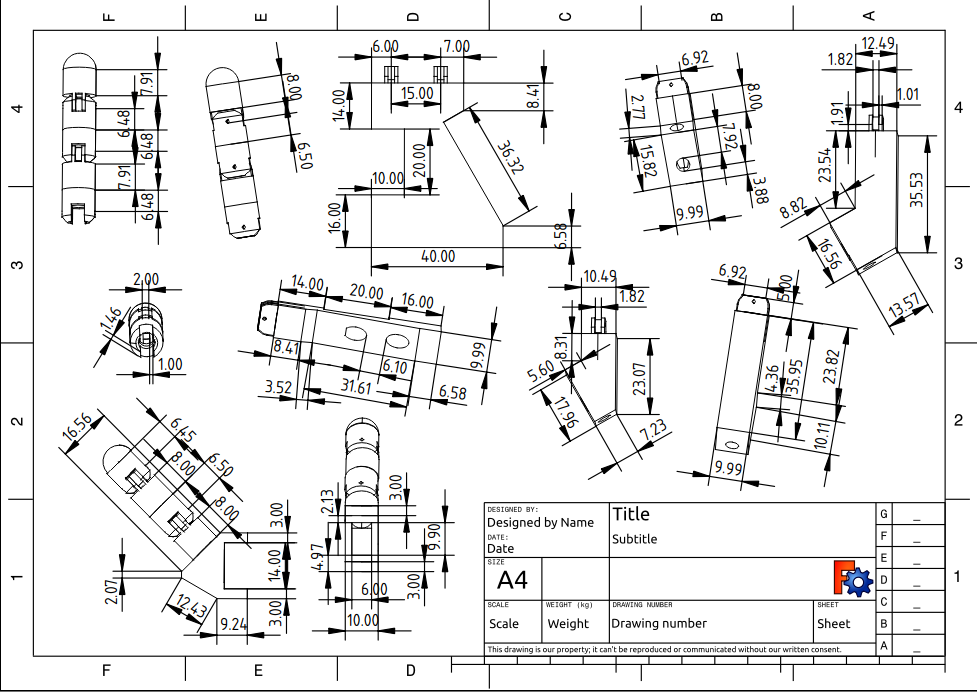 F E D C B A
4 4
3 3
2 2
1 1
7.91
6.48
6.48
7.91
6.48
8.00
6.50
6.00 7.00
15.00
14.00
8.41
36.32
20.00
10.00
16.00
6.58
40.00
6.92
2.77
8.00
7.92
15.82
3.88
9.99
12.49
1.82
1.01
1.91
23.54
35.53
8.82
16.56
13.57
2.00
1.46
1.00
14.00 20.00 16.00
8.41
6.10
9.99
3.52 31.61 6.58
10.49
1.82
8.31
5.60
23.07
17.96
7.23
6.92
5.00
4.36
35.95
23.82
10.11
9.99
16.56
6.45
8.00
6.50
8.00
3.00
14.00
2.07
12.43
9.24
3.00
2.13
3.00
9.90
4.97
6.00
3.00
10.00
DESIGNED BY:
Designed by Name
DATE:
Date
SIZE
A4
Title
Subtitle
SCALE
Scale
WEIGHT (kg)
Weight
DRAWING NUMBER
Drawing number
SHEET
Sheet
This drawing is our property; it can't be reproduced or communicated without our written consent.
G _
F _
E _
D _
C _
B _
A _
F E D